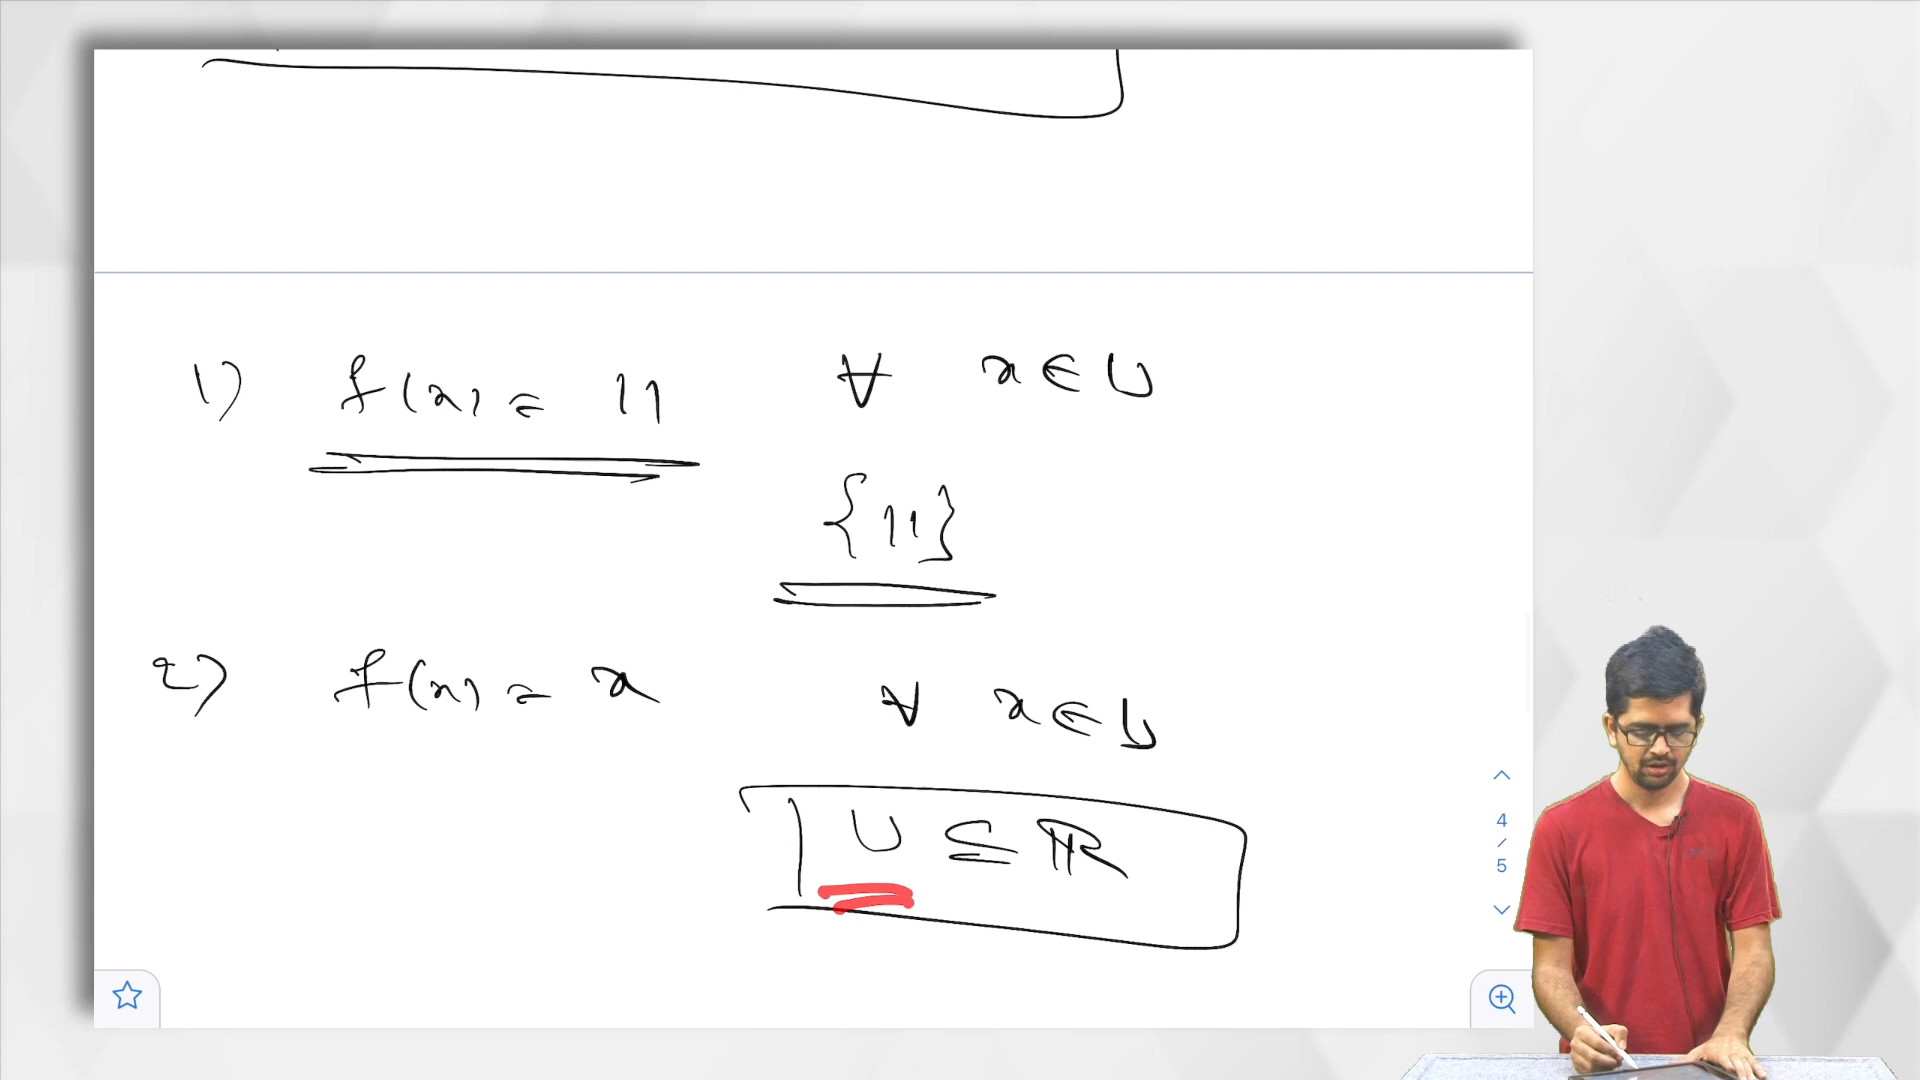 1) f(x) = 11 ∀ x ∈ U
{11}
2) f(x) = x ∀ x ∈ U
U ⊆ ℝ
4
/
5